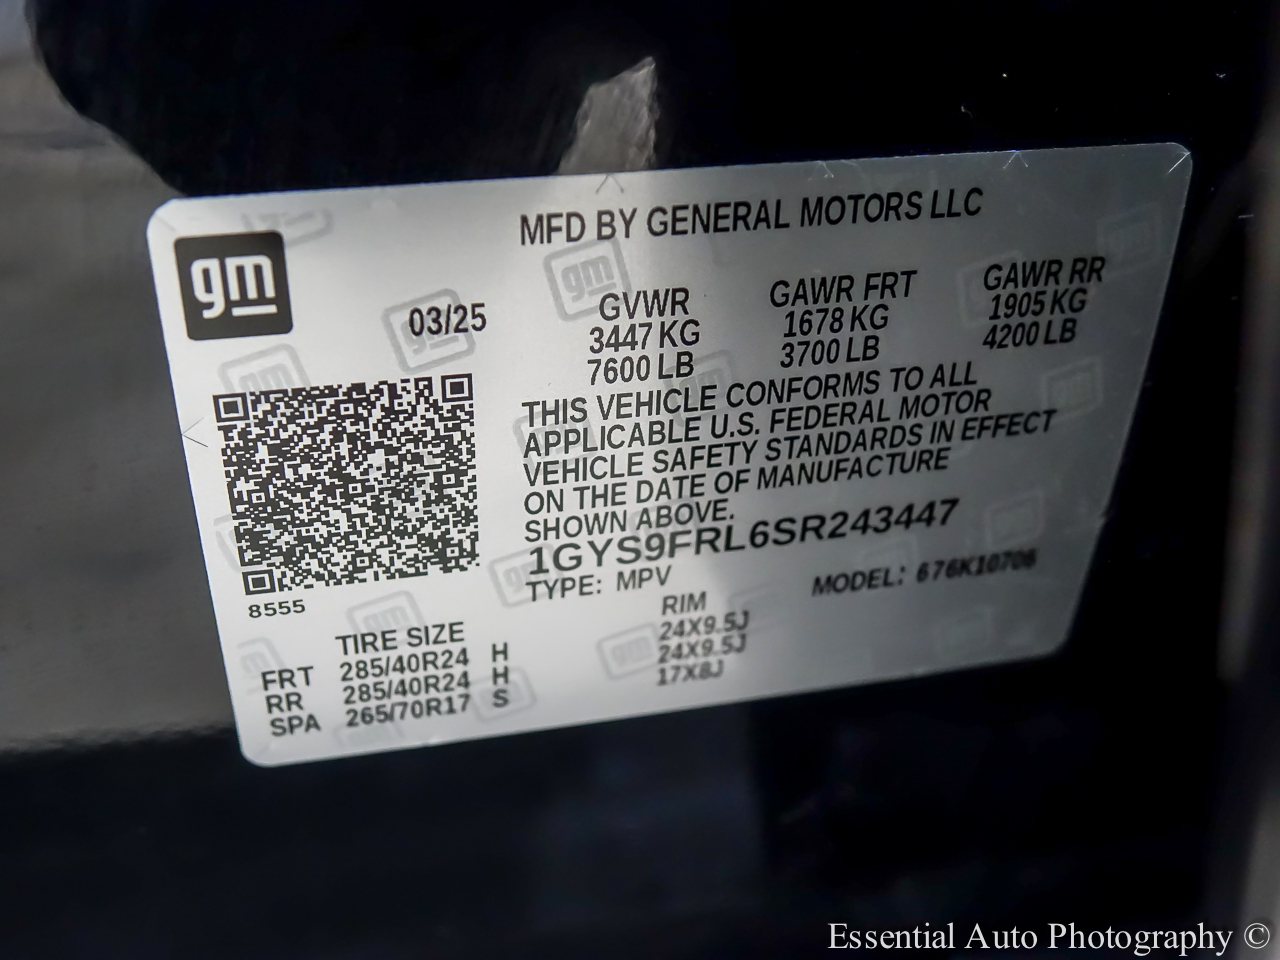 gm
MFD BY GENERAL MOTORS LLC
03/25
GVWR GAWR FRT GAWR RR
3447 KG 1678 KG 1905 KG
7600 LB 3700 LB 4200 LB
THIS VEHICLE CONFORMS TO ALL
APPLICABLE U.S. FEDERAL MOTOR
VEHICLE SAFETY STANDARDS IN EFFECT
ON THE DATE OF MANUFACTURE
SHOWN ABOVE.
1GYS9FRL6SR243447
TYPE: MPV MODEL: 676K10706
8555
TIRE SIZE RIM
FRT 285/40R24 H 24X9.5J
RR 285/40R24 H 24X9.5J
SPA 265/70R17 S 17X8J
Essential Auto Photography ©